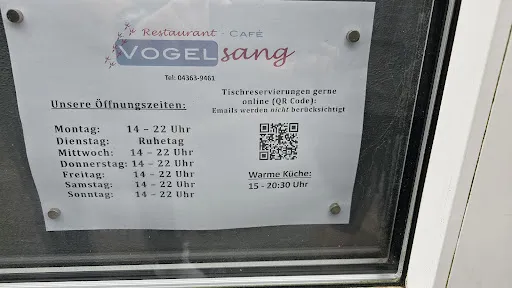 Restaurant - Café
VOGELsang
Tel: 04363-9461
Unsere Öffnungszeiten:
Montag: 14 – 22 Uhr
Dienstag: Ruhetag
Mittwoch: 14 – 22 Uhr
Donnerstag: 14 – 22 Uhr
Freitag: 14 – 22 Uhr
Samstag: 14 – 22 Uhr
Sonntag: 14 – 22 Uhr
Tischreservierungen gerne
online (QR Code):
Emails werden nicht berücksichtigt
Warme Küche:
15 - 20:30 Uhr